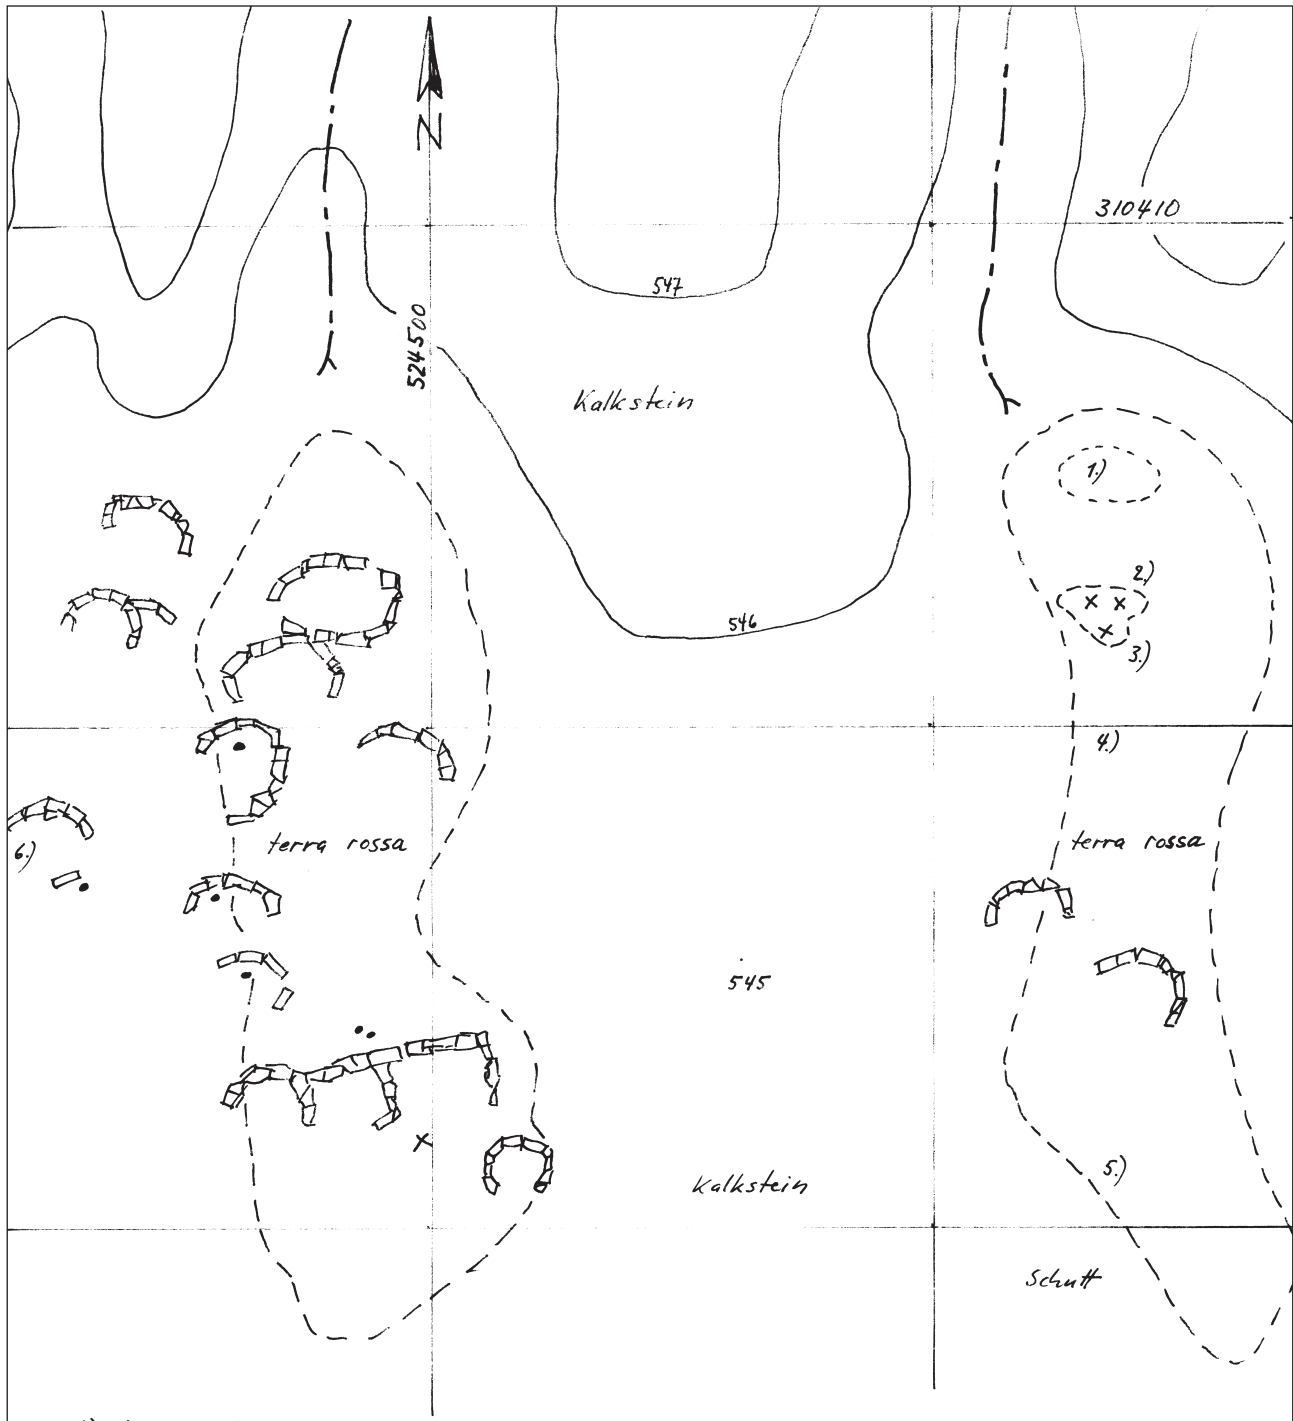 N
310410
547
524500
Kalkstein
1.)
2.)
546
3.)
4.)
terra rossa
terra rossa
6.)
545
5.)
Kalkstein
Schutt